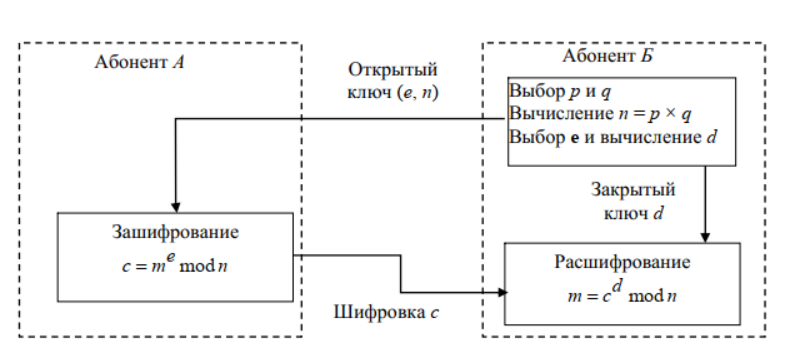 Абонент А
Абонент Б
Открытый
ключ (e, n)
Выбор p и q
Вычисление n = p × q
Выбор e и вычисление d
Закрытый
ключ d
Зашифрование
c = m^e mod n
Расшифрование
m = c^d mod n
Шифровка c